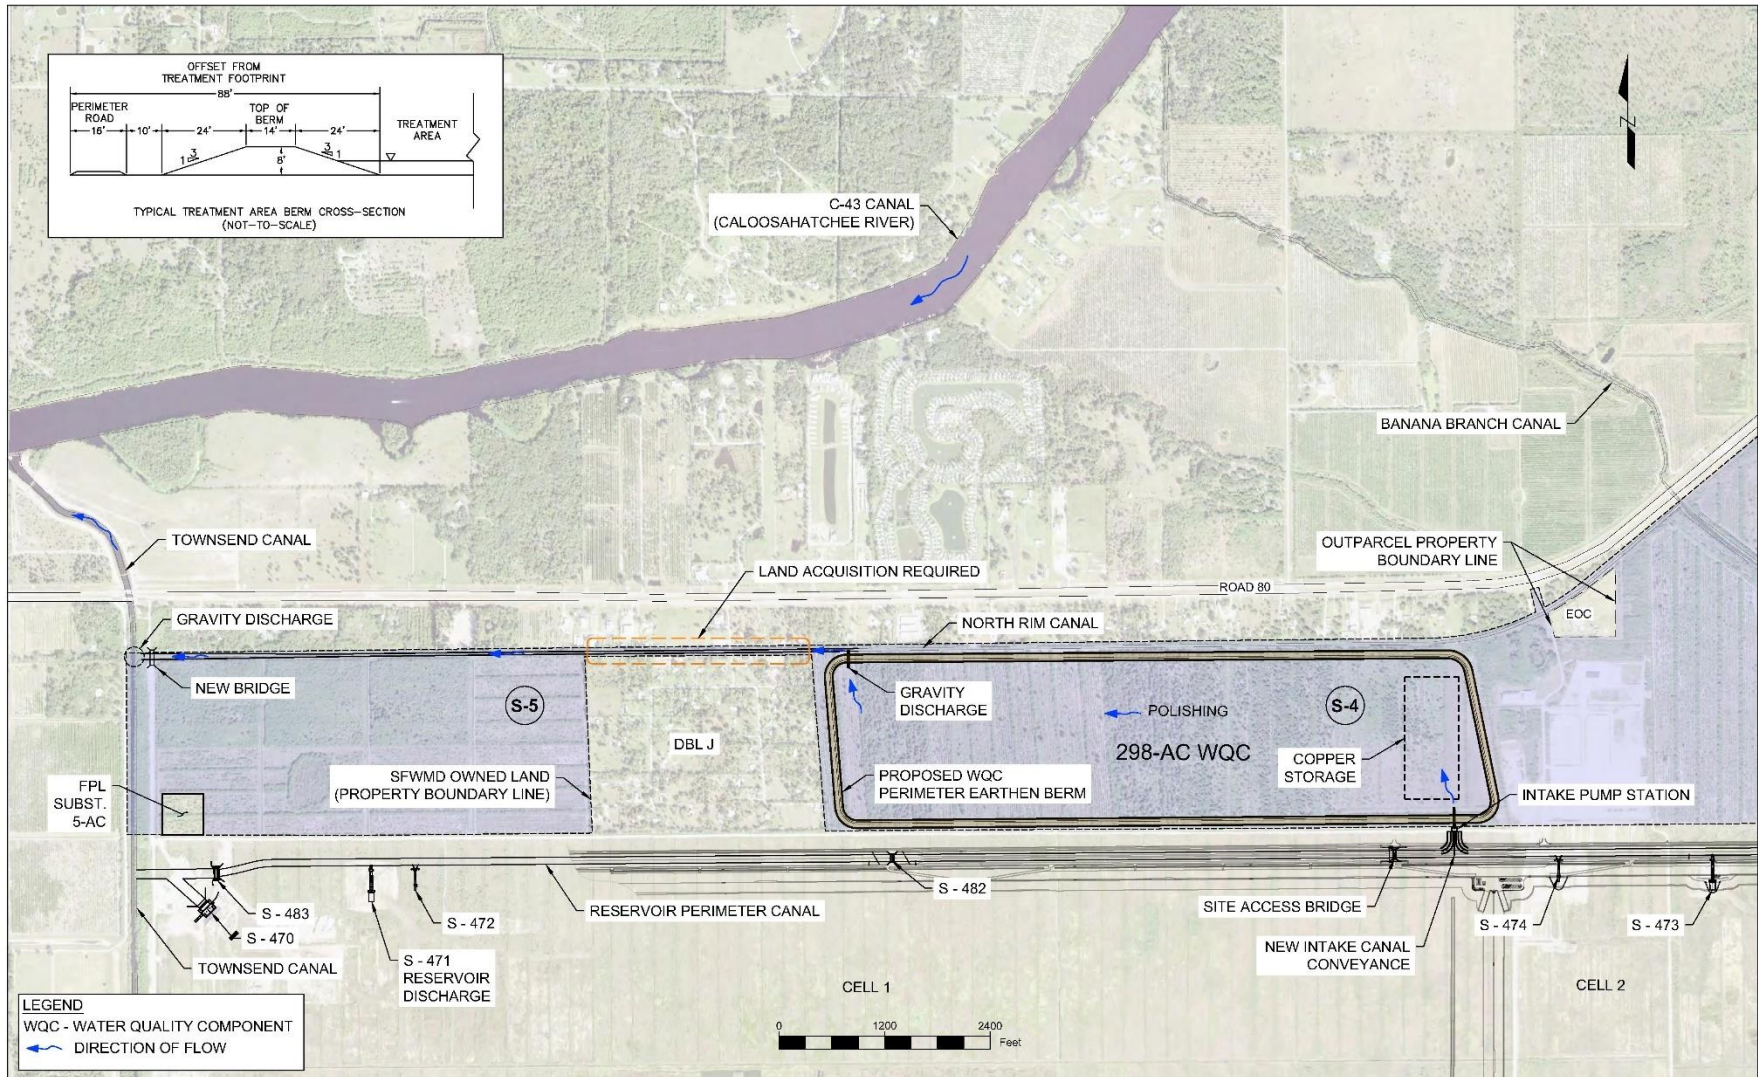 OFFSET FROM
TREATMENT FOOTPRINT
88'
PERIMETER
ROAD
TOP OF
BERM
TREATMENT
AREA
16'
10'
24'
14'
24'
3
1
8'
3
1
TYPICAL TREATMENT AREA BERM CROSS-SECTION
(NOT-TO-SCALE)
Z
C-43 CANAL
(CALOOSAHATCHEE RIVER)
BANANA BRANCH CANAL
TOWNSEND CANAL
OUTPARCEL PROPERTY
BOUNDARY LINE
LAND ACQUISITION REQUIRED
ROAD 80
EOC
GRAVITY DISCHARGE
NORTH RIM CANAL
NEW BRIDGE
S-5
GRAVITY
DISCHARGE
POLISHING
S-4
DBL J
298-AC WQC
COPPER
STORAGE
FPL
SUBST.
5-AC
SFWMD OWNED LAND
(PROPERTY BOUNDARY LINE)
PROPOSED WQC
PERIMETER EARTHEN BERM
INTAKE PUMP STATION
S - 482
S - 483
S - 472
RESERVOIR PERIMETER CANAL
SITE ACCESS BRIDGE
S - 474
S - 473
S - 470
TOWNSEND CANAL
S - 471
RESERVOIR
DISCHARGE
NEW INTAKE CANAL
CONVEYANCE
CELL 1
CELL 2
LEGEND
WQC - WATER QUALITY COMPONENT
DIRECTION OF FLOW
0
1200
2400
Feet